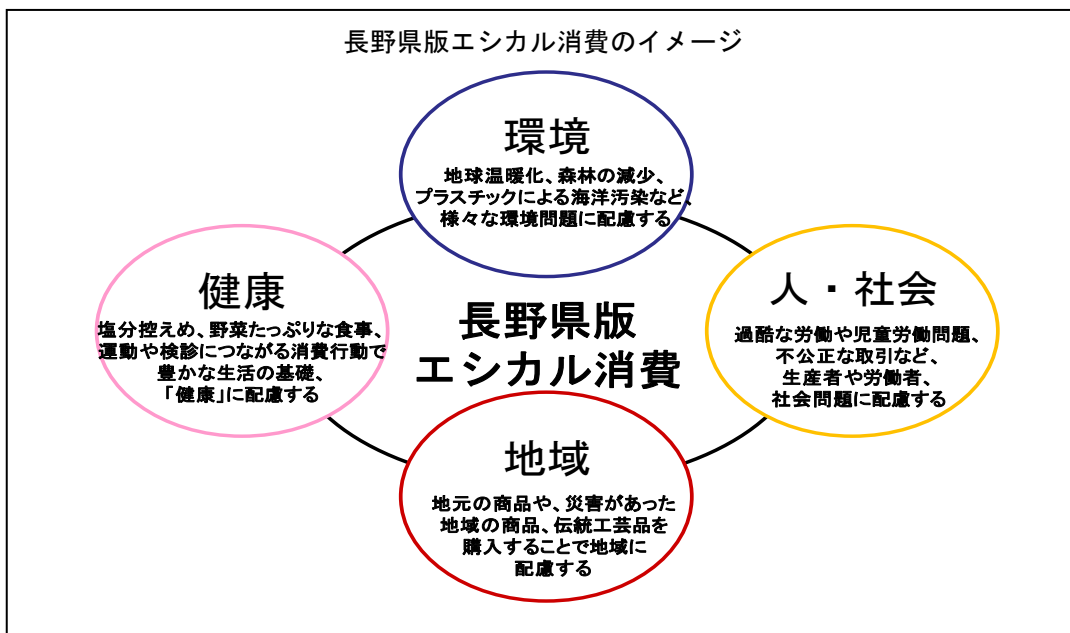 長野県版エシカル消費のイメージ
環境
地球温暖化、森林の減少、
プラスチックによる海洋汚染など、
様々な環境問題に配慮する
健康
塩分控えめ、野菜たっぷりな食事、
運動や検診につながる消費行動で
豊かな生活の基礎、
「健康」に配慮する
長野県版
エシカル消費
人・社会
過酷な労働や児童労働問題、
不公正な取引など、
生産者や労働者、
社会問題に配慮する
地域
地元の商品や、災害があった
地域の商品、伝統工芸品を
購入することで地域に
配慮する